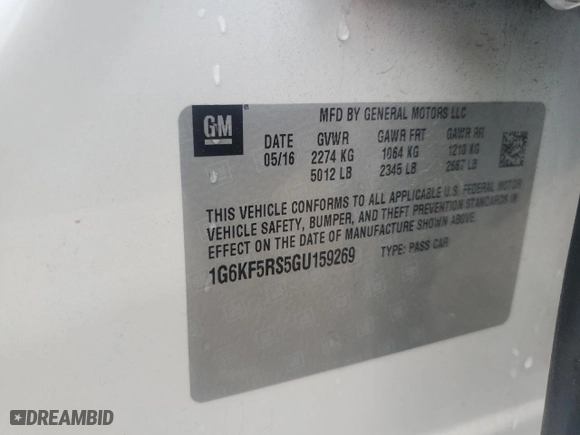 GM
MFD BY GENERAL MOTORS LLC
DATE GVWR GAWR FRT GAWR RR
05/16 2274 KG 1064 KG 1210 KG
5012 LB 2345 LB 2667 LB
THIS VEHICLE CONFORMS TO ALL APPLICABLE U.S. FEDERAL MOTOR
VEHICLE SAFETY, BUMPER, AND THEFT PREVENTION STANDARDS IN
EFFECT ON THE DATE OF MANUFACTURE SHOWN ABOVE.
1G6KF5RS5GU159269 TYPE: PASS CAR
DREAMBID